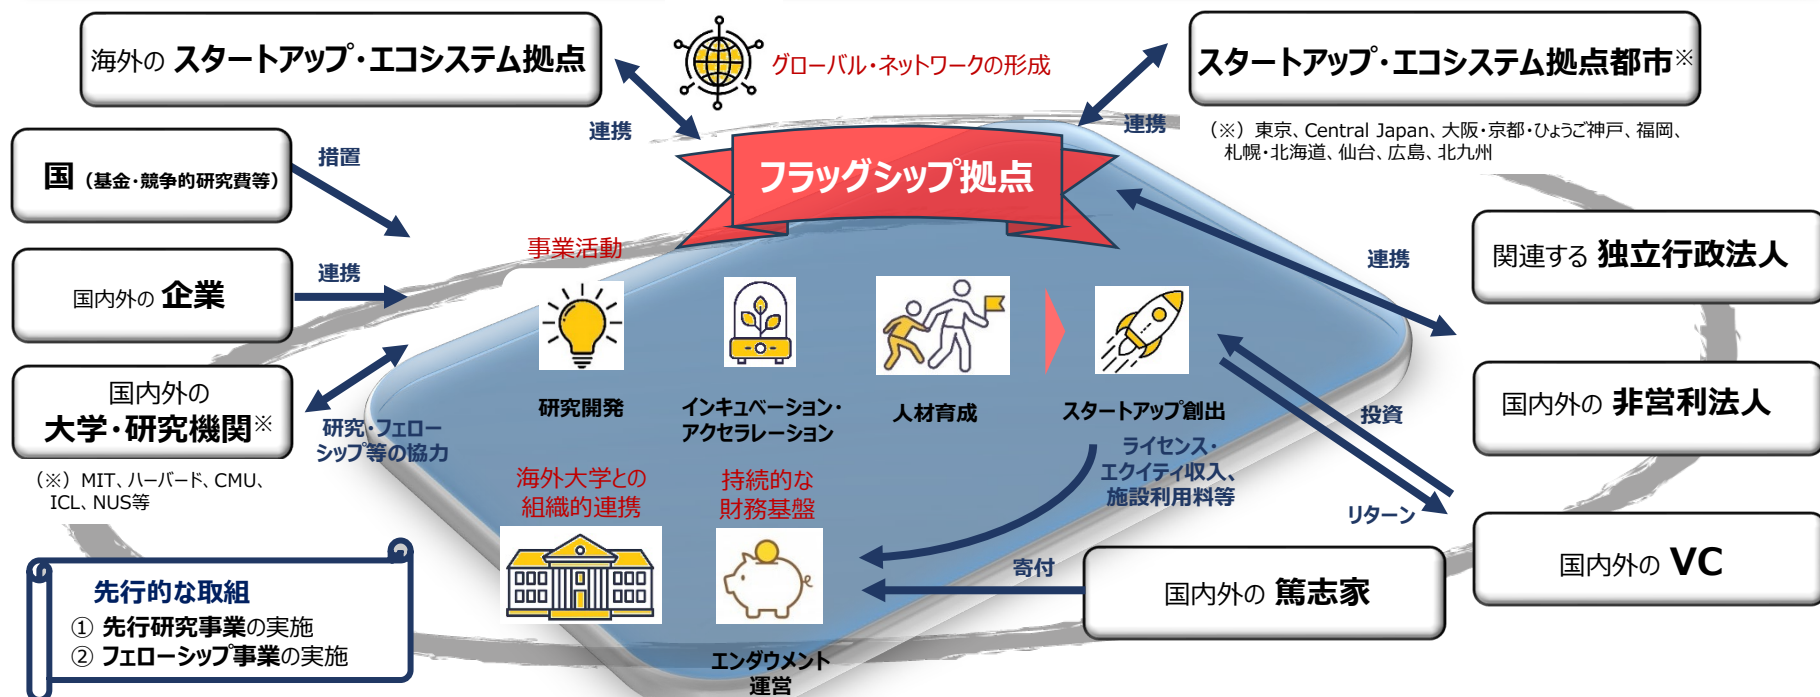 海外の スタートアップ・エコシステム拠点
グローバル・ネットワークの形成
スタートアップ・エコシステム拠点都市※
（※）東京、Central Japan、大阪・京都・ひょうご神戸、福岡、
札幌・北海道、仙台、広島、北九州
連携
連携
国（基金・競争的研究費等）
措置
フラッグシップ拠点
国内外の 企業
連携
事業活動
連携
関連する 独立行政法人
国内外の
大学・研究機関※
（※）MIT、ハーバード、CMU、
ICL、NUS等
研究・フェロー
シップ等の協力
研究開発
インキュベーション・
アクセラレーション
人材育成
スタートアップ創出
国内外の 非営利法人
投資
リターン
ライセンス・
エクイティ収入、
施設利用料等
海外大学との
組織的連携
持続的な
財務基盤
国内外の VC
寄付
国内外の 篤志家
エンダウメント
運営
先行的な取組
① 先行研究事業の実施
② フェローシップ事業の実施